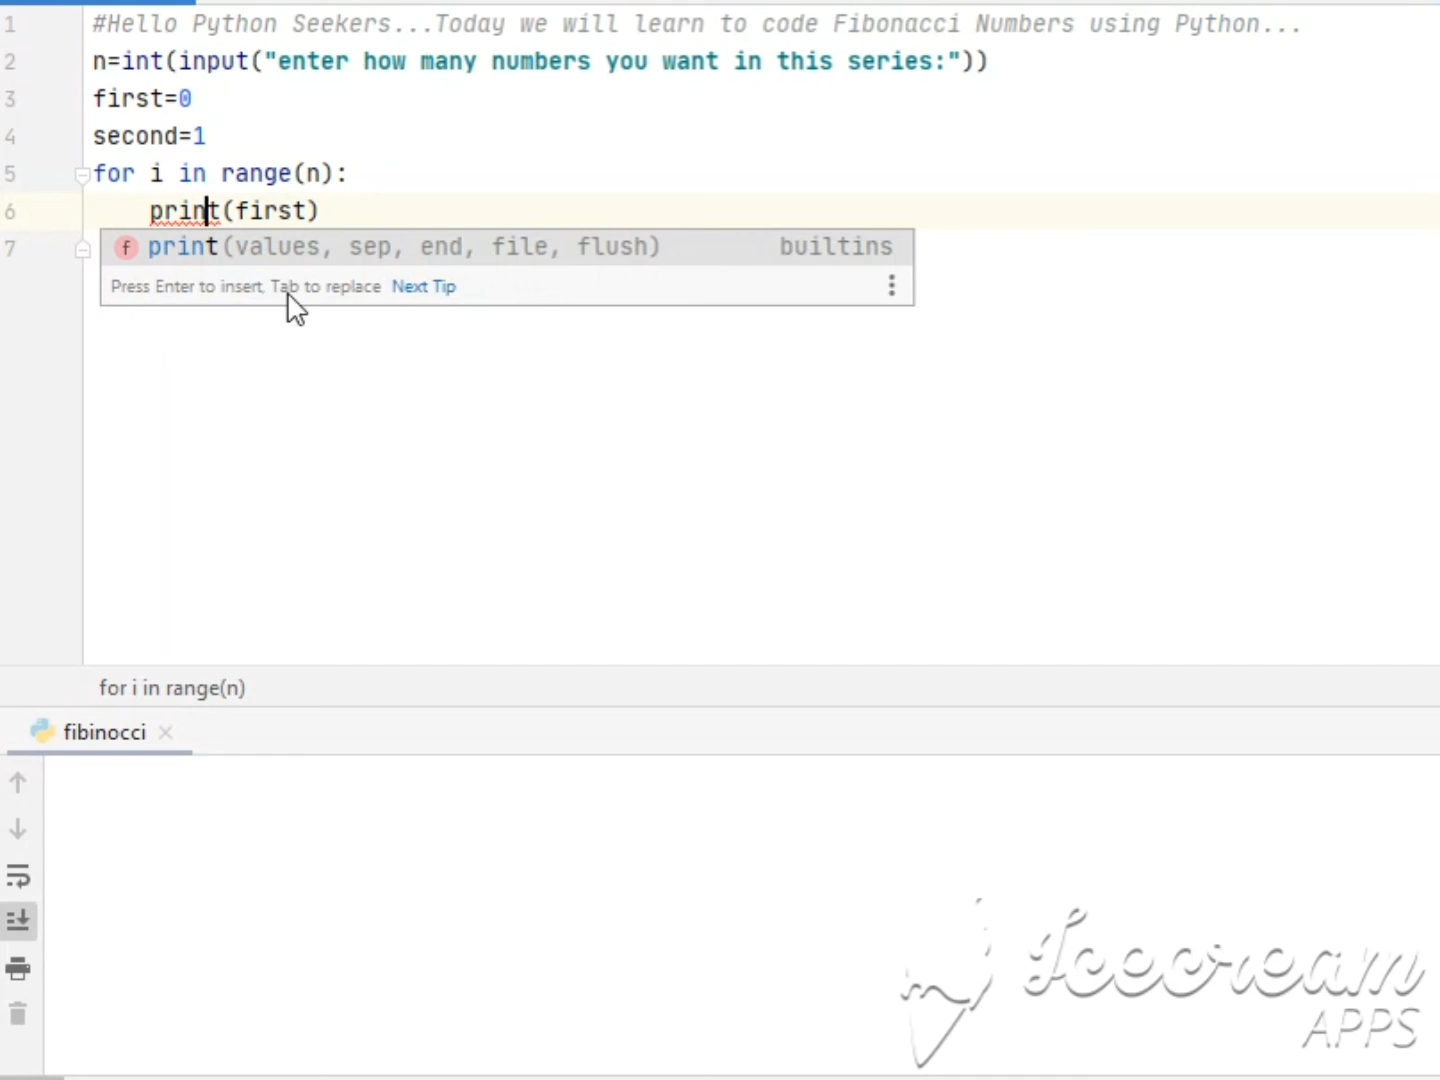 1 #Hello Python Seekers...Today we will learn to code Fibonacci Numbers using Python...
2 n=int(input("enter how many numbers you want in this series:"))
3 first=0
4 second=1
5 for i in range(n):
6 print(first)
7
f print(values, sep, end, file, flush) builtins
Press Enter to insert, Tab to replace Next Tip
for i in range(n)
fibinocci
Icecream
APPS